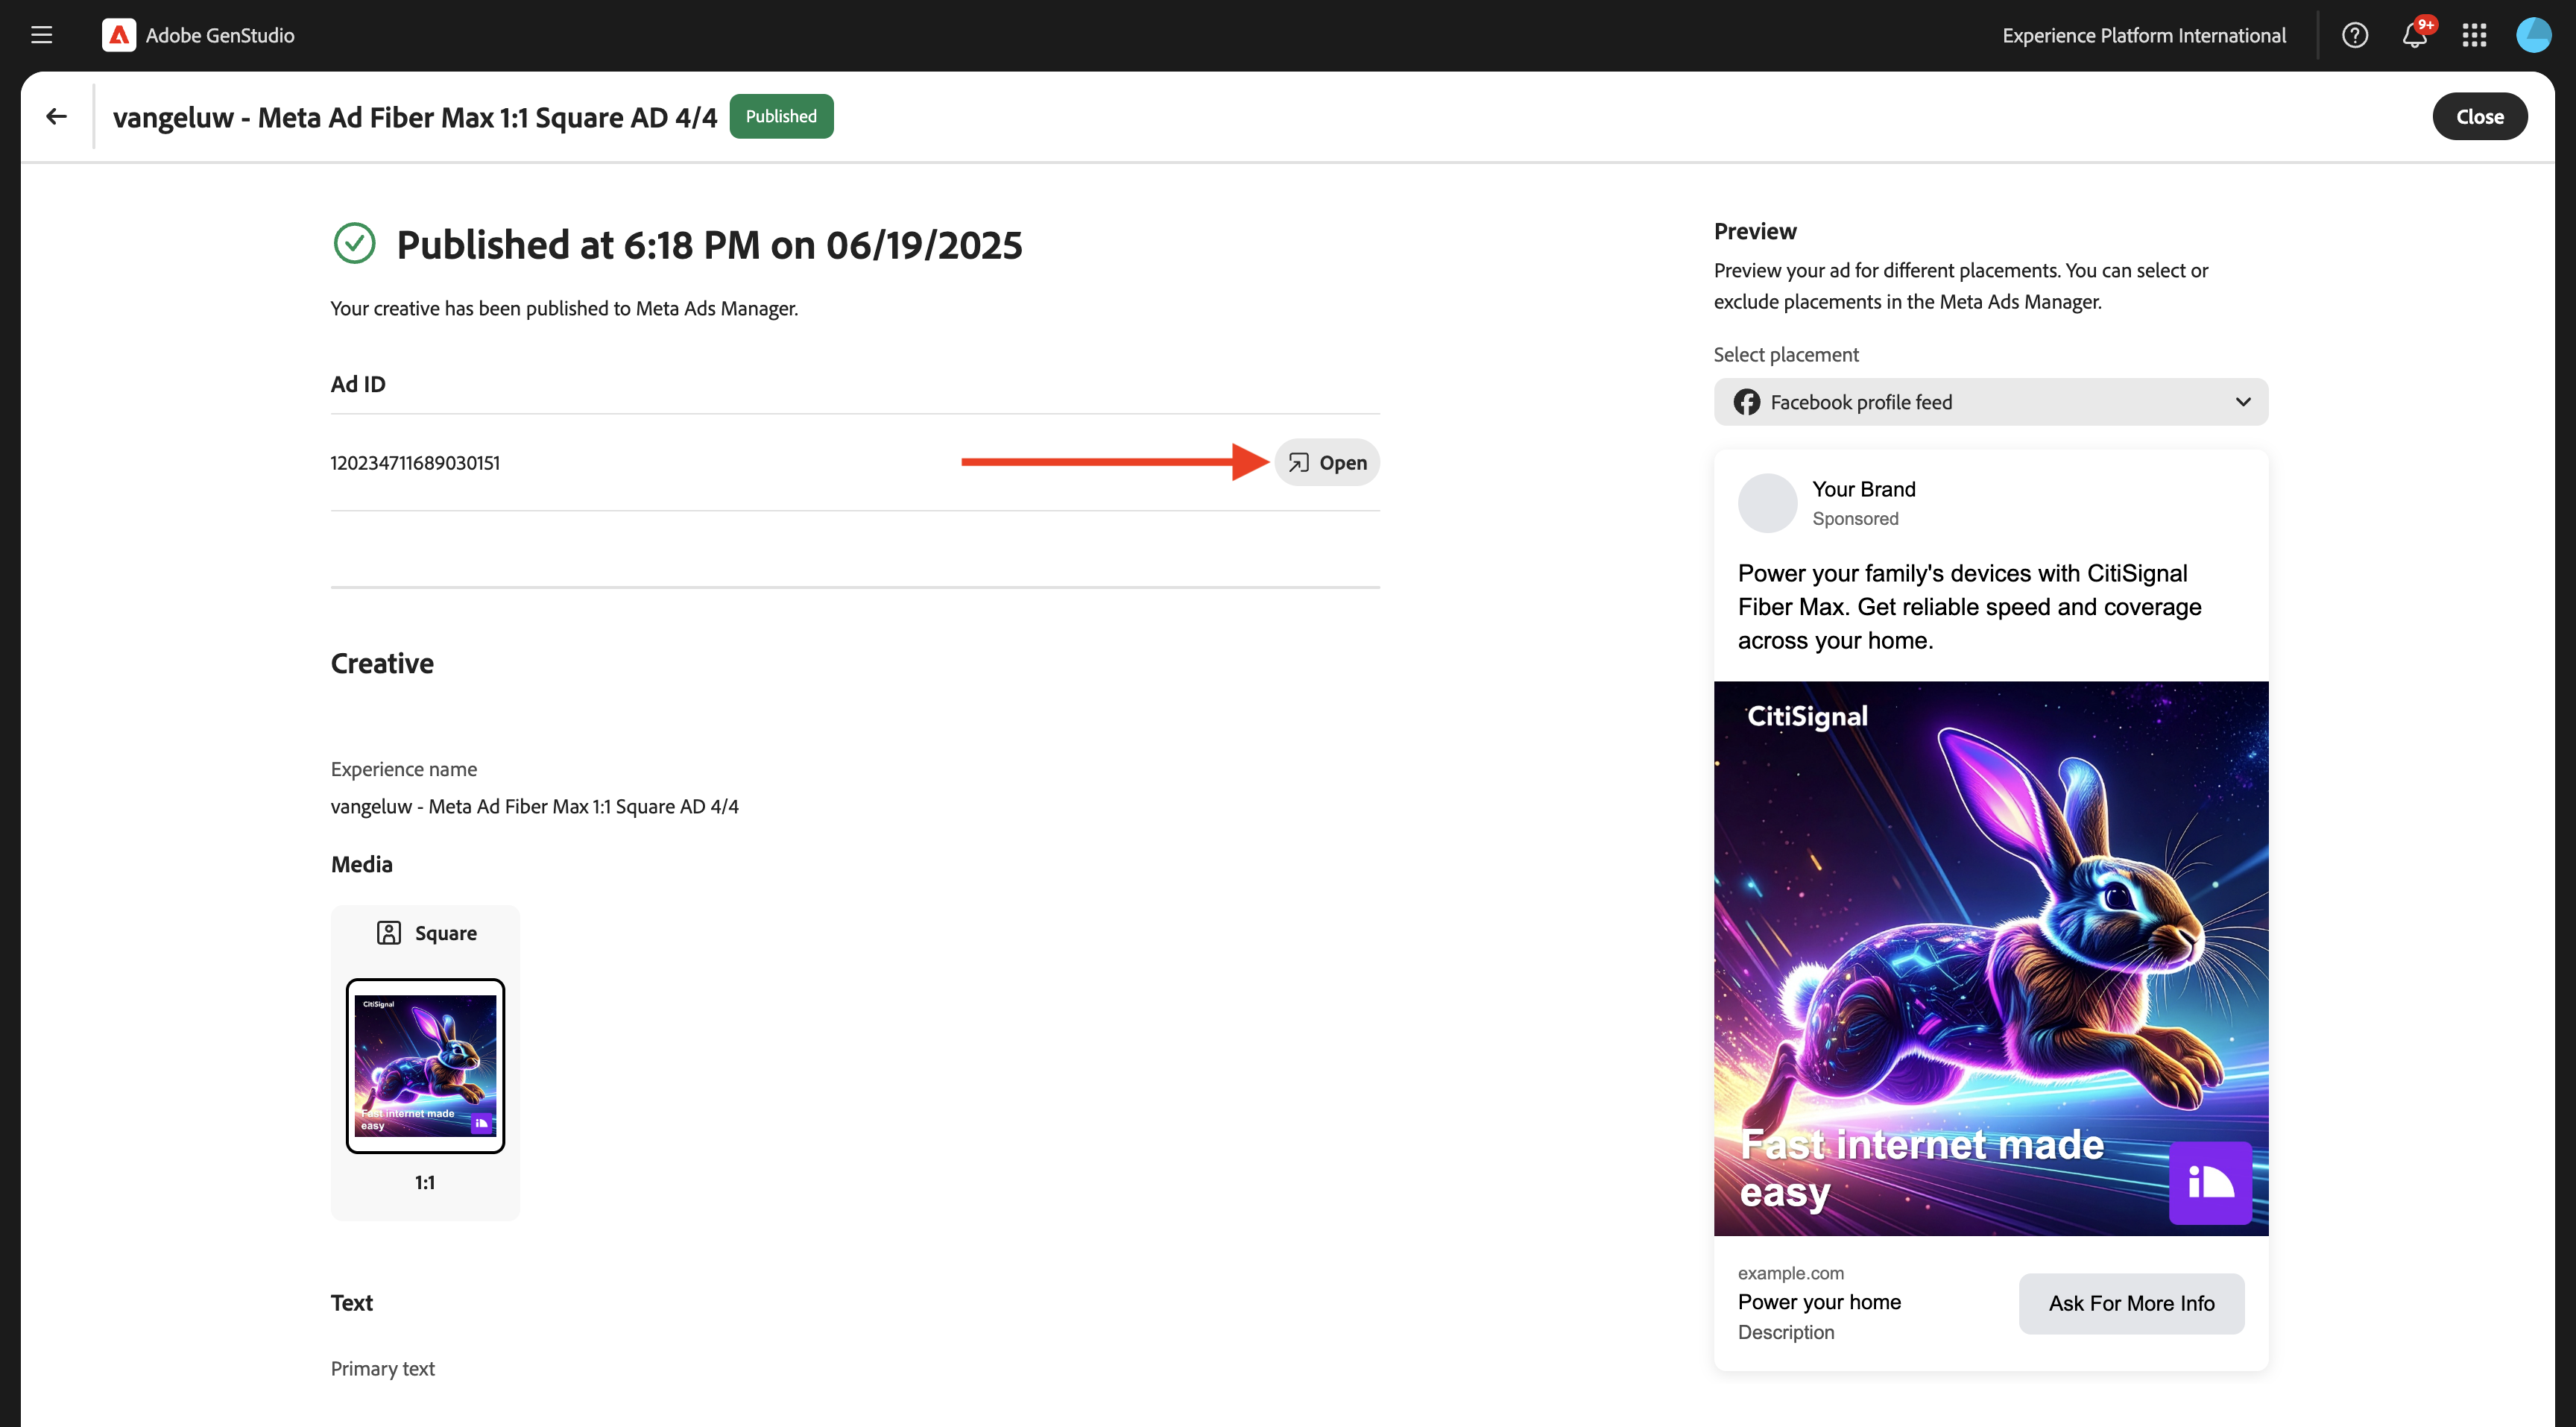 Adobe GenStudio
Experience Platform International
9+
vangeluw - Meta Ad Fiber Max 1:1 Square AD 4/4
Published
Close
Published at 6:18 PM on 06/19/2025
Your creative has been published to Meta Ads Manager.
Ad ID
120234711689030151
Open
Creative
Experience name
vangeluw - Meta Ad Fiber Max 1:1 Square AD 4/4
Media
Square
CitiSignal
Fast internet made
easy
1:1
Text
Primary text
Preview
Preview your ad for different placements. You can select or
exclude placements in the Meta Ads Manager.
Select placement
Facebook profile feed
Your Brand
Sponsored
Power your family's devices with CitiSignal
Fiber Max. Get reliable speed and coverage
across your home.
CitiSignal
Fast internet made
easy
example.com
Power your home
Description
Ask For More Info